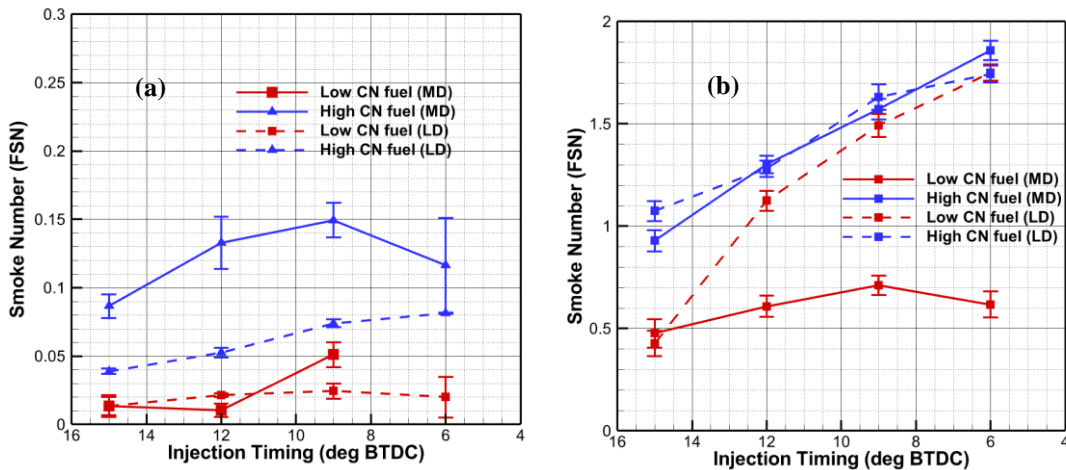 (a)
Smoke Number (FSN)
0.3
0.25
0.2
0.15
0.1
0.05
0
16
14
12
10
8
6
4
Injection Timing (deg BTDC)
Low CN fuel (MD)
High CN fuel (MD)
Low CN fuel (LD)
High CN fuel (LD)
(b)
Smoke Number (FSN)
2
1.5
1
0.5
0
16
14
12
10
8
6
4
Injection Timing (deg BTDC)
Low CN fuel (MD)
High CN fuel (MD)
Low CN fuel (LD)
High CN fuel (LD)